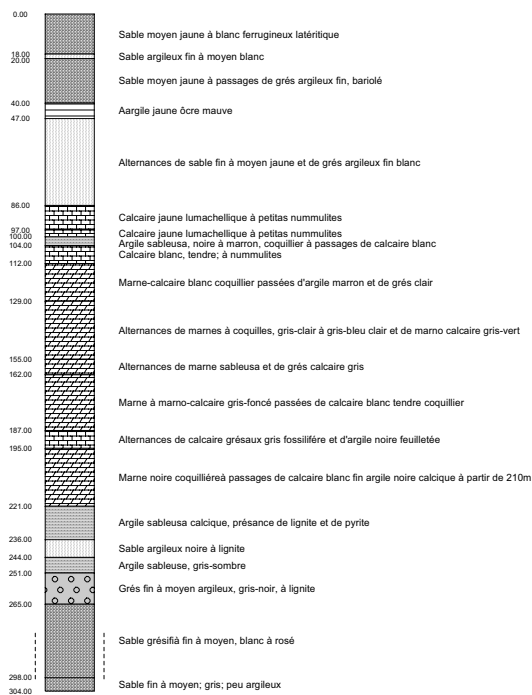 0.00
Sable moyen jaune à blanc ferrugineux latéritique
18.00
Sable argileux fin à moyen blanc
20.00
Sable moyen jaune à passages de grés argileux fin, bariolé
40.00
Aargile jaune ôcre mauve
47.00
Alternances de sable fin à moyen jaune et de grés argileux fin blanc
86.00
Calcaire jaune lumachellique à petitas nummulites
97.00
Calcaire jaune lumachellique à petitas nummulites
100.00
Argile sableusa, noire à marron, coquillier à passages de calcaire blanc
104.00
Calcaire blanc, tendre; à nummulites
112.00
Marne-calcaire blanc coquillier passées d'argile marron et de grés clair
129.00
Alternances de marnes à coquilles, gris-clair à gris-bleu clair et de marno calcaire gris-vert
155.00
Alternances de marne sableusa et de grés calcaire gris
162.00
Marne à marno-calcaire gris-foncé passées de calcaire blanc tendre coquillier
187.00
Alternances de calcaire grésaux gris fossilifére et d'argile noire feuilletée
195.00
Marne noire coquilliéreà passages de calcaire blanc fin argile noire calcique à partir de 210m
221.00
Argile sableusa calcique, présance de lignite et de pyrite
236.00
Sable argileux noire à lignite
244.00
Argile sableuse, gris-sombre
251.00
Grés fin à moyen argileux, gris-noir, à lignite
265.00
Sable grésifià fin à moyen, blanc à rosé
298.00
Sable fin à moyen; gris; peu argileux
304.00